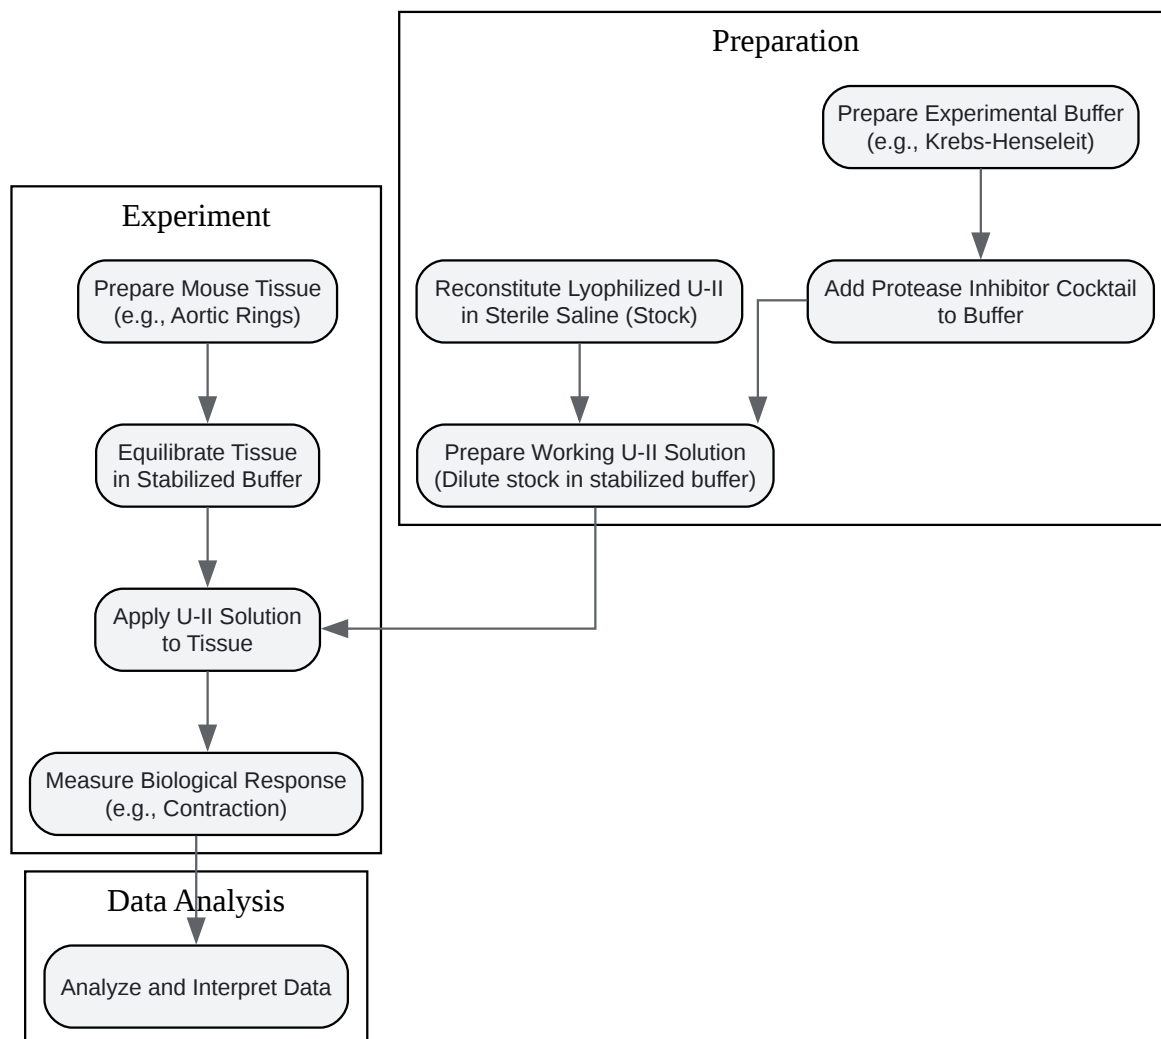 Preparation
Prepare Experimental Buffer
(e.g., Krebs-Henseleit)
Reconstitute Lyophilized U-II
in Sterile Saline (Stock)
Add Protease Inhibitor Cocktail
to Buffer
Prepare Working U-II Solution
(Dilute stock in stabilized buffer)
Experiment
Prepare Mouse Tissue
(e.g., Aortic Rings)
Equilibrate Tissue
in Stabilized Buffer
Apply U-II Solution
to Tissue
Measure Biological Response
(e.g., Contraction)
Data Analysis
Analyze and Interpret Data